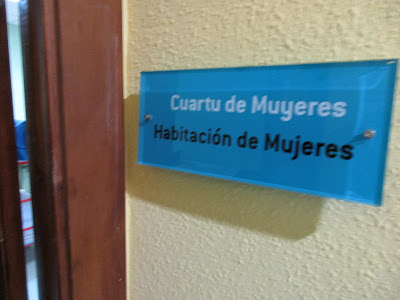 Cuartu de Muyeres
Habitación de Mujeres